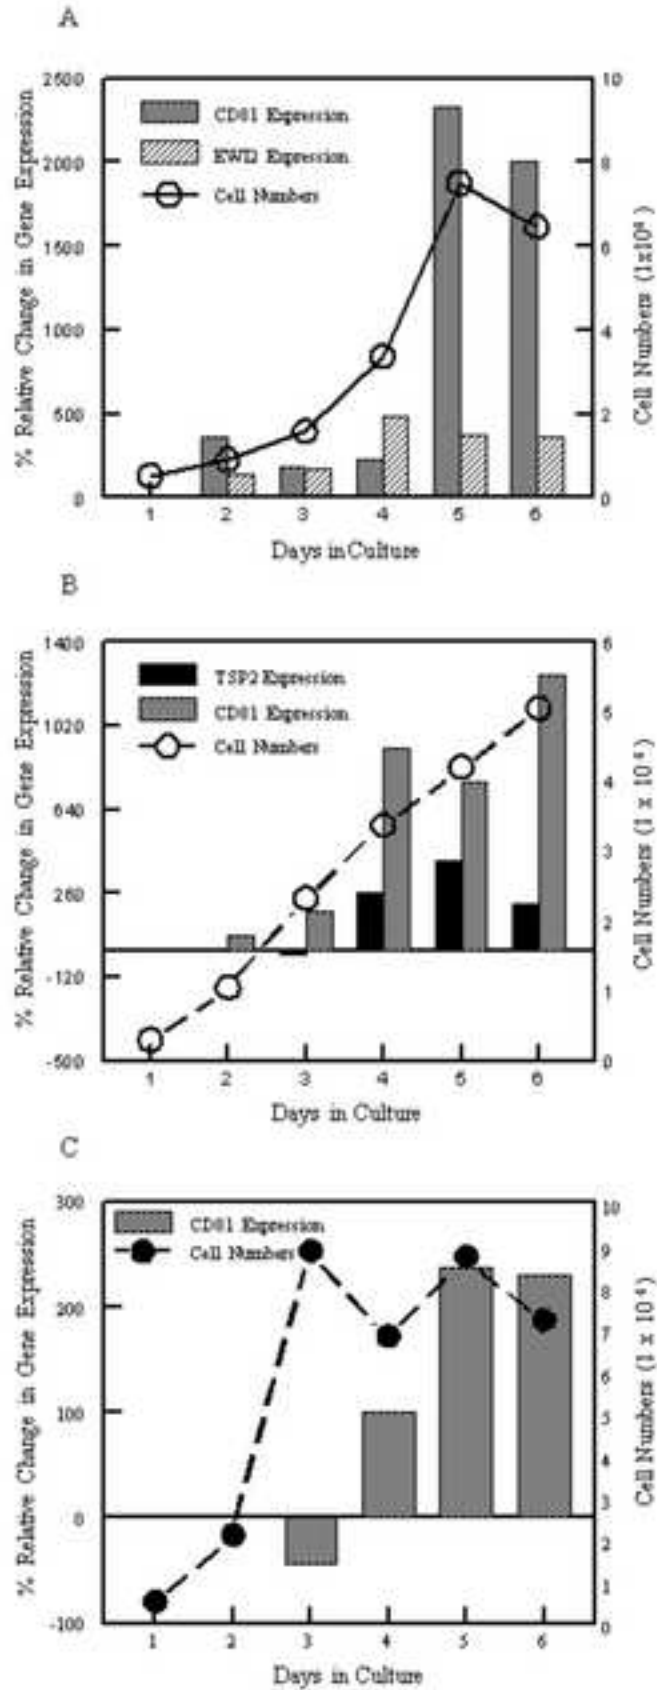 A
2500
2000
1500
1000
500
0
% Relative Change in Gene Expression
CD81 Expression
EWI2 Expression
Cell Numbers
10
8
6
4
2
0
Cell Numbers (1x10⁶)
1 2 3 4 5 6
Days in Culture
B
1400
1020
640
260
-120
-500
% Relative Change in Gene Expression
TSP2 Expression
CD81 Expression
Cell Numbers
6
5
4
3
2
1
0
Cell Numbers (1 x 10⁶)
1 2 3 4 5 6
Days in Culture
C
300
200
100
0
-100
% Relative Change in Gene Expression
CD81 Expression
Cell Numbers
10
9
8
7
6
5
4
3
2
1
0
Cell Numbers (1 x 10⁶)
1 2 3 4 5 6
Days in Culture